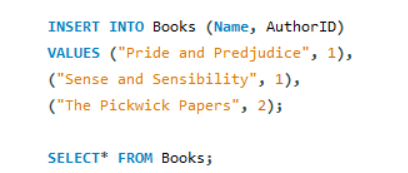 INSERT INTO Books (Name, AuthorID)
VALUES ("Pride and Predjudice", 1),
("Sense and Sensibility", 1),
("The Pickwick Papers", 2);
SELECT* FROM Books;